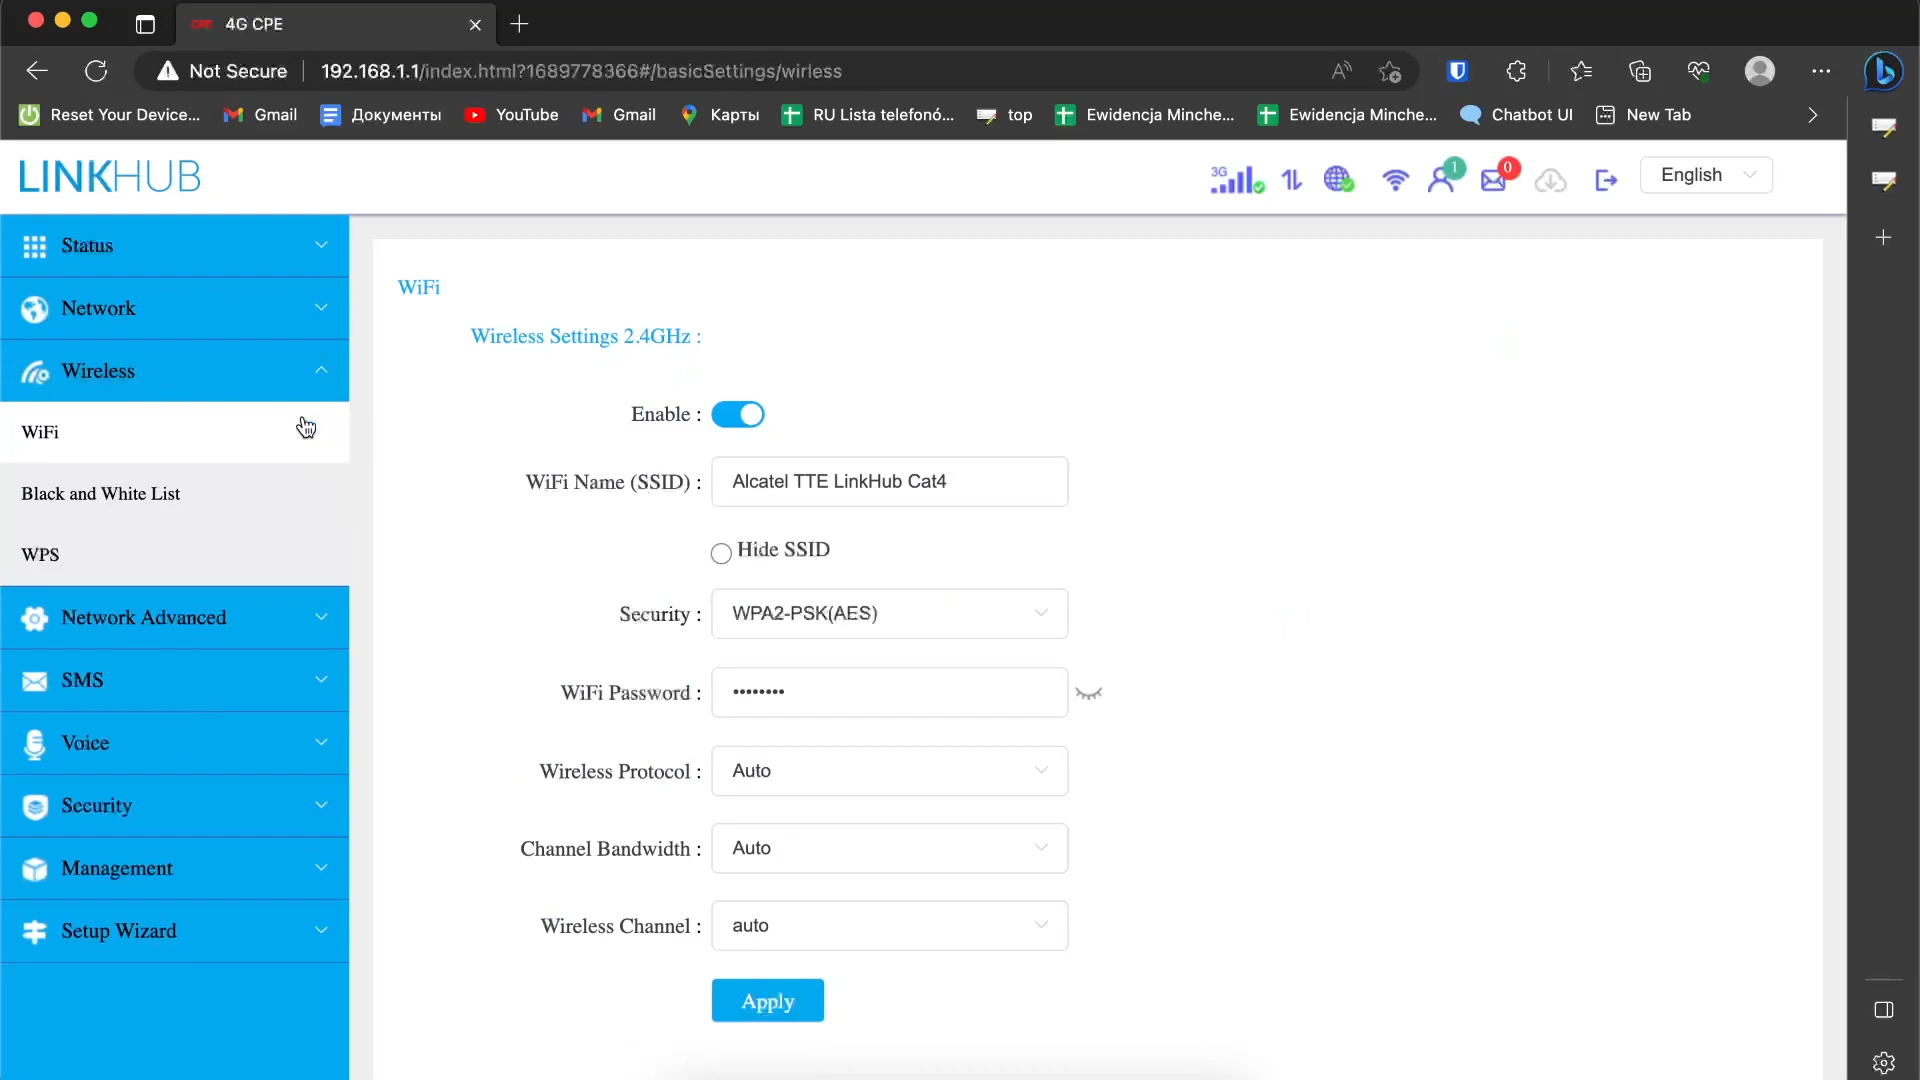 4G CPE
Not Secure 192.168.1.1/index.html?1689778366#/basicSettings/wirless
Reset Your Device... Gmail Документы YouTube Gmail Карты RU Lista telefonó... top Ewidencja Minche... Ewidencja Minche... Chatbot UI New Tab
LINKHUB 3G 1 0 English
Status
Network
Wireless
WiFi
Black and White List
WPS
Network Advanced
SMS
Voice
Security
Management
Setup Wizard
WiFi
Wireless Settings 2.4GHz :
Enable :
WiFi Name (SSID) : Alcatel TTE LinkHub Cat4
Hide SSID
Security : WPA2-PSK(AES)
WiFi Password : ••••••••
Wireless Protocol : Auto
Channel Bandwidth : Auto
Wireless Channel : auto
Apply